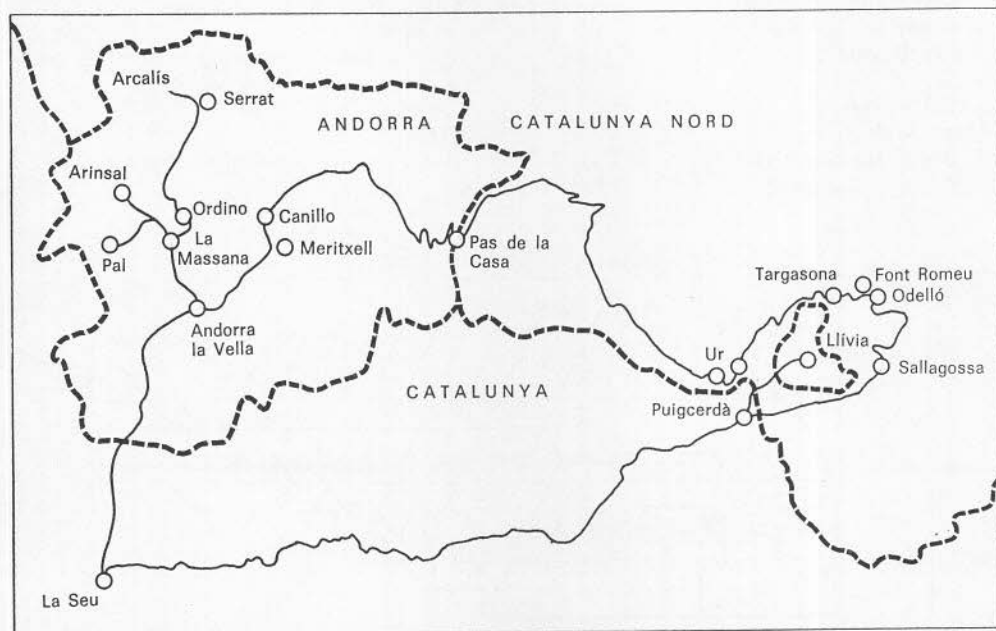 Arcalís
Serrat
ANDORRA
CATALUNYA NORD
Arinsal
Ordino
Canillo
La
Massana
Meritxell
Pal
Pas de la
Casa
Targasona
Font Romeu
Odelló
Andorra
la Vella
Ur
Llívia
Sallagossa
CATALUNYA
Puigcerdà
La Seu